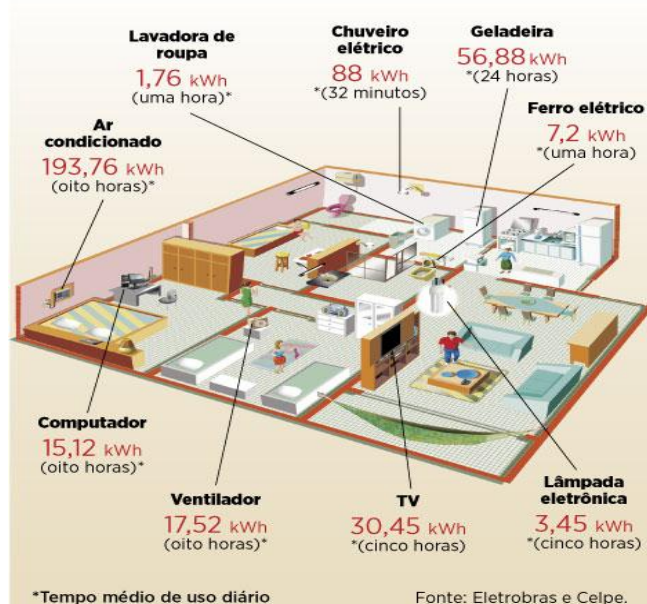 Lavadora de
roupa
1,76 kWh
(uma hora)*
Chuveiro
elétrico
88 kWh
*(32 minutos)
Geladeira
56,88 kWh
*(24 horas)
Ferro elétrico
7,2 kWh
*(uma hora)
Ar
condicionado
193,76 kWh
(oito horas)*
Computador
15,12 kWh
(oito horas)*
Ventilador
17,52 kWh
(oito horas)*
TV
30,45 kWh
*(cinco horas)
Lâmpada
eletrônica
3,45 kWh
*(cinco horas)
*Tempo médio de uso diário
Fonte: Eletrobras e Celpe.